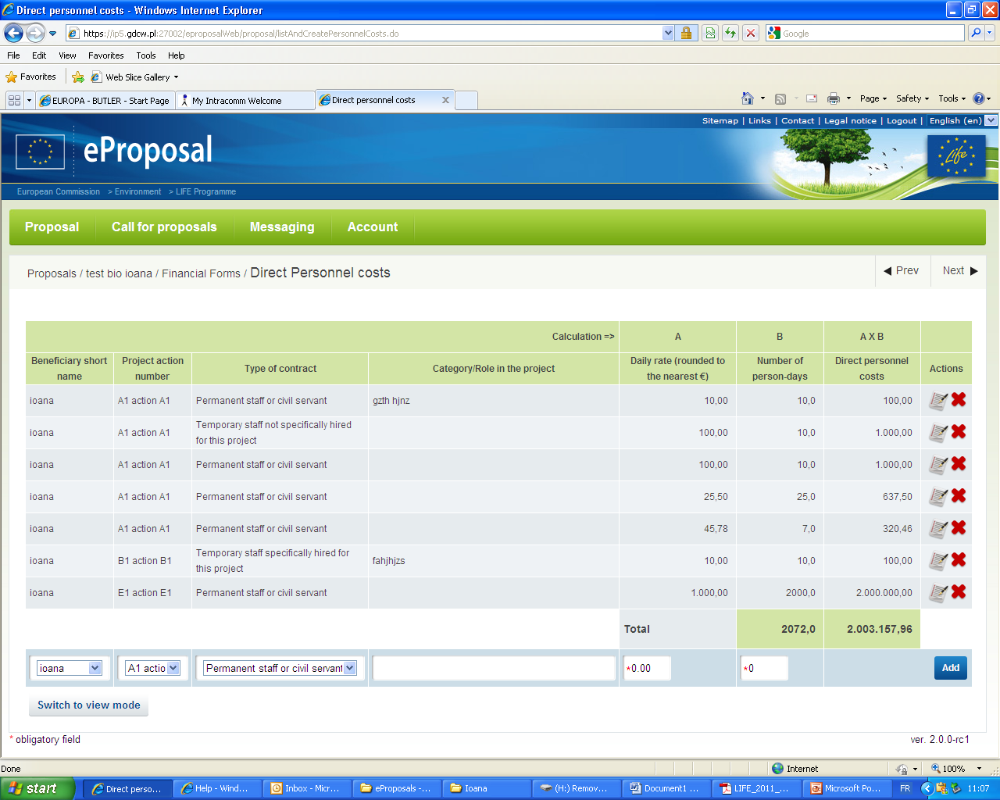 Direct personnel costs - Windows Internet Explorer
https://ip5.gdcw.pl:27002/eproposalWeb/proposal/listAndCreatePersonnelCosts.do
Google
File Edit View Favorites Tools Help
Favorites Web Slice Gallery
EUROPA - BUTLER - Start Page My Intracomm Welcome Direct personnel costs Page Safety Tools
Sitemap | Links | Contact | Legal notice | Logout | English (en)
eProposal
Life
European Commission > Environment > LIFE Programme
Proposal Call for proposals Messaging Account
Proposals / test bio ioana / Financial Forms / Direct Personnel costs Prev Next
Calculation => A B A X B
Beneficiary short name Project action number Type of contract Category/Role in the project Daily rate (rounded to the nearest €) Number of person-days Direct personnel costs Actions
ioana A1 action A1 Permanent staff or civil servant gzth hjnz 10,00 10,0 100,00
ioana A1 action A1 Temporary staff not specifically hired for this project 100,00 10,0 1.000,00
ioana A1 action A1 Permanent staff or civil servant 100,00 10,0 1.000,00
ioana A1 action A1 Permanent staff or civil servant 25,50 25,0 637,50
ioana A1 action A1 Permanent staff or civil servant 45,78 7,0 320,46
ioana B1 action B1 Temporary staff specifically hired for this project fahjhjzs 10,00 10,0 100,00
ioana E1 action E1 Permanent staff or civil servant 1.000,00 2000,0 2.000.000,00
Total 2072,0 2.003.157,96
ioana A1 actio Permanent staff or civil servant *0.00 *0 Add
Switch to view mode
* obligatory field ver. 2.0.0-rc1
Done Internet 100%
start Direct perso... Help - Wind... Inbox - Micr... eProposals -... Ioana (H:) Remov... Document1 ... LIFE_2011_... Microsoft Po... FR 11:07